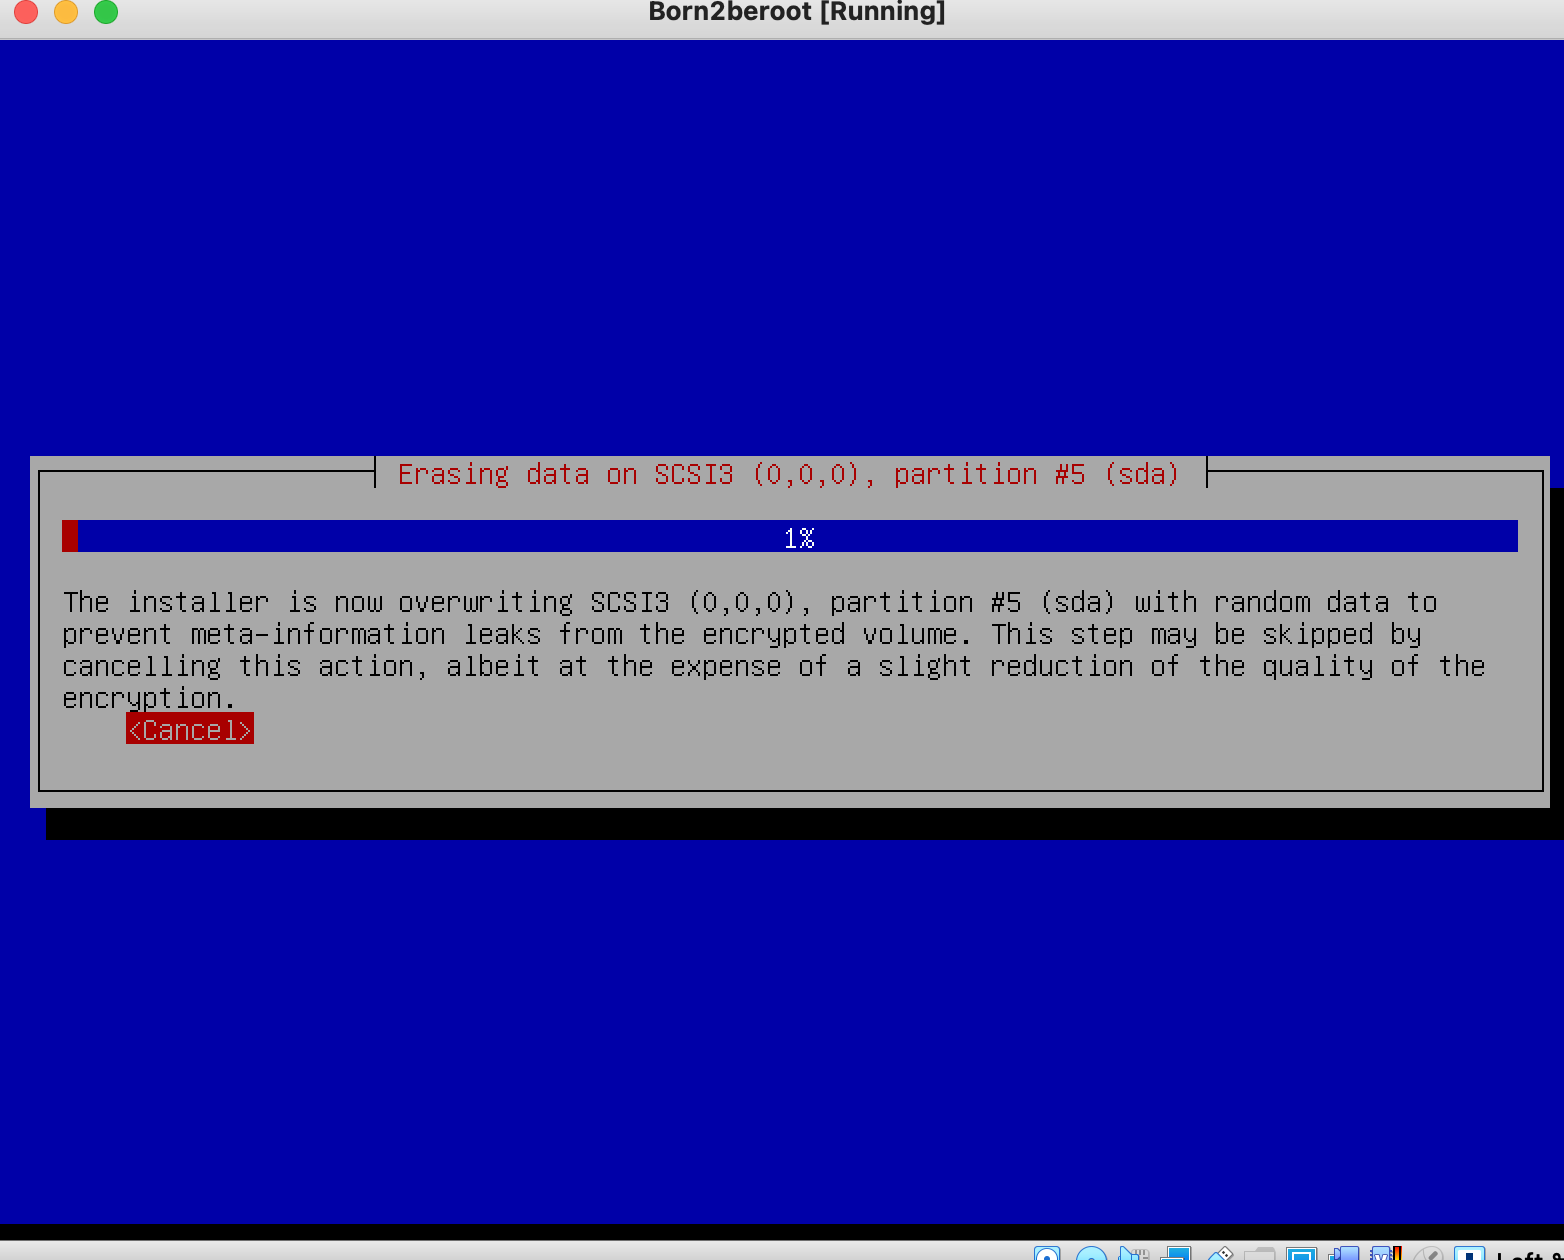 Born2beroot [Running]
Erasing data on SCSI3 (0,0,0), partition #5 (sda)
1%
The installer is now overwriting SCSI3 (0,0,0), partition #5 (sda) with random data to
prevent meta-information leaks from the encrypted volume. This step may be skipped by
cancelling this action, albeit at the expense of a slight reduction of the quality of the
encryption.
<Cancel>
Left